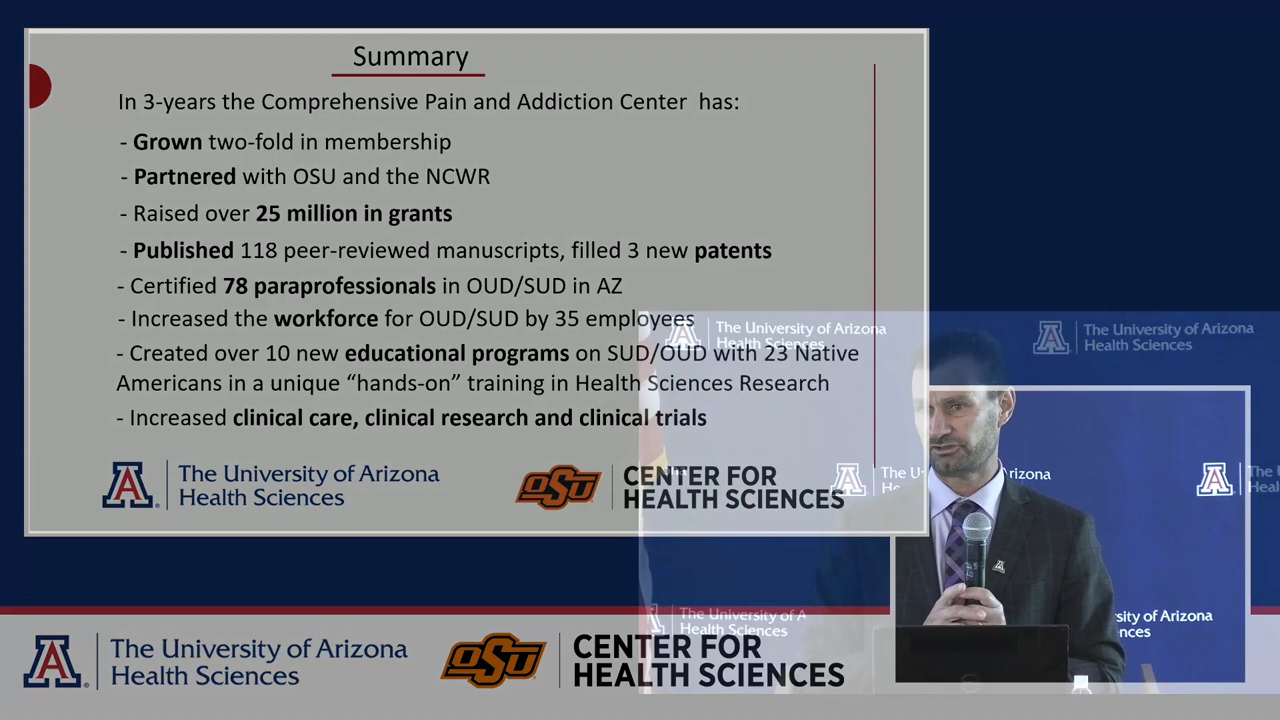 Summary
In 3-years the Comprehensive Pain and Addiction Center has:
- Grown two-fold in membership
- Partnered with OSU and the NCWR
- Raised over 25 million in grants
- Published 118 peer-reviewed manuscripts, filled 3 new patents
- Certified 78 paraprofessionals in OUD/SUD in AZ
- Increased the workforce for OUD/SUD by 35 employees
- Created over 10 new educational programs on SUD/OUD with 23 Native
Americans in a unique “hands-on” training in Health Sciences Research
- Increased clinical care, clinical research and clinical trials
A
The University of Arizona
Health Sciences
OSU
CENTER FOR
HEALTH SCIENCES
A
The University of Arizona
Health Sciences
A
The University of Arizona
Health Sciences
A
The U
A
The University of A
Health Sciences
A
The University of Arizona
Health Sciences
OSU
CENTER FOR
HEALTH SCIENCES